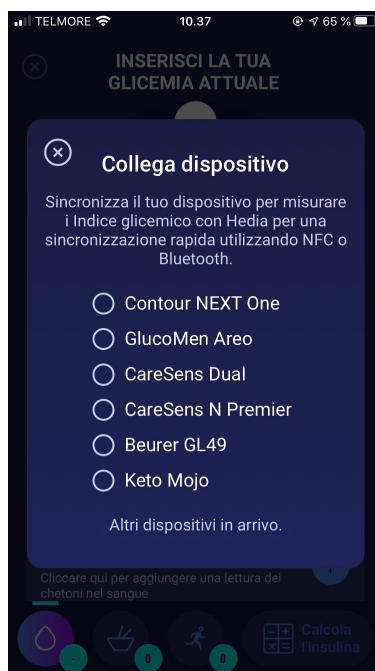 TELMORE 10.37 65 %
INSERISCI LA TUA
GLICEMIA ATTUALE
Collega dispositivo
Sincronizza il tuo dispositivo per misurare
i Indice glicemico con Hedia per una
sincronizzazione rapida utilizzando NFC o
Bluetooth.
Contour NEXT One
GlucoMen Areo
CareSens Dual
CareSens N Premier
Beurer GL49
Keto Mojo
Altri dispositivi in arrivo.
Cliccare qui per aggiungere una lettura dei
chetoni nel sangue
Calcola
l'insulina
- 0 0